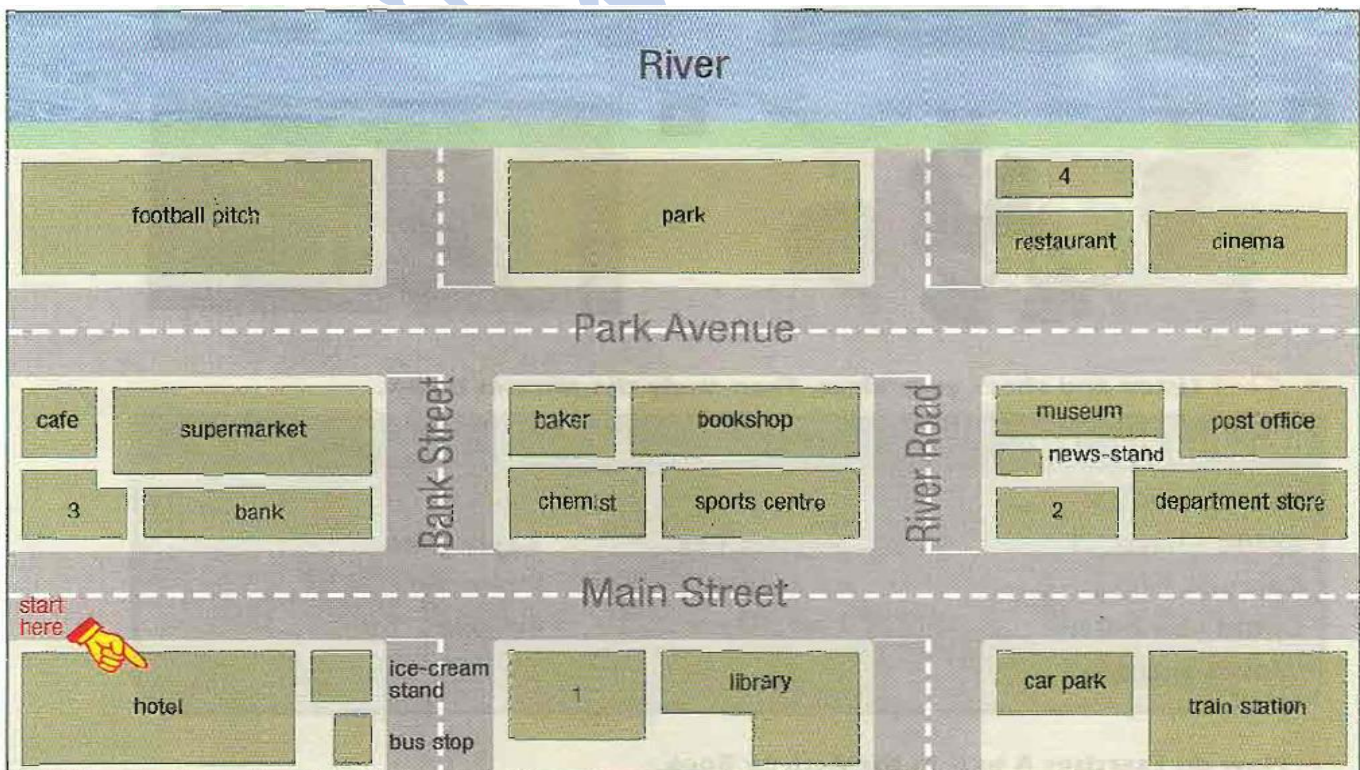 River
football pitch
park
4
restaurant
cinema
Park Avenue
cafe
supermarket
Bank Street
baker
bookshop
River Road
museum
post office
news-stand
3
bank
chemist
sports centre
2
department store
Main Street
start
here
hotel
ice-cream
stand
bus stop
1
library
car park
train station